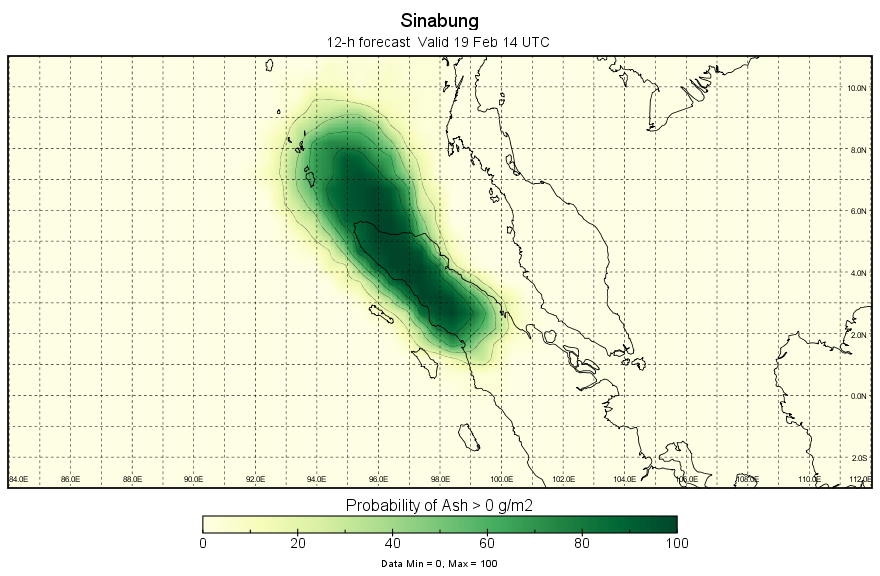 Sinabung
12-h forecast Valid 19 Feb 14 UTC
10.0N
8.0N
6.0N
4.0N
2.0N
0.0N
2.0S
84.0E 86.0E 88.0E 90.0E 92.0E 94.0E 96.0E 98.0E 100.0E 102.0E 104.0E 106.0E 108.0E 110.0E 112.0E
Probability of Ash > 0 g/m2
0 20 40 60 80 100
Data Min = 0, Max = 100